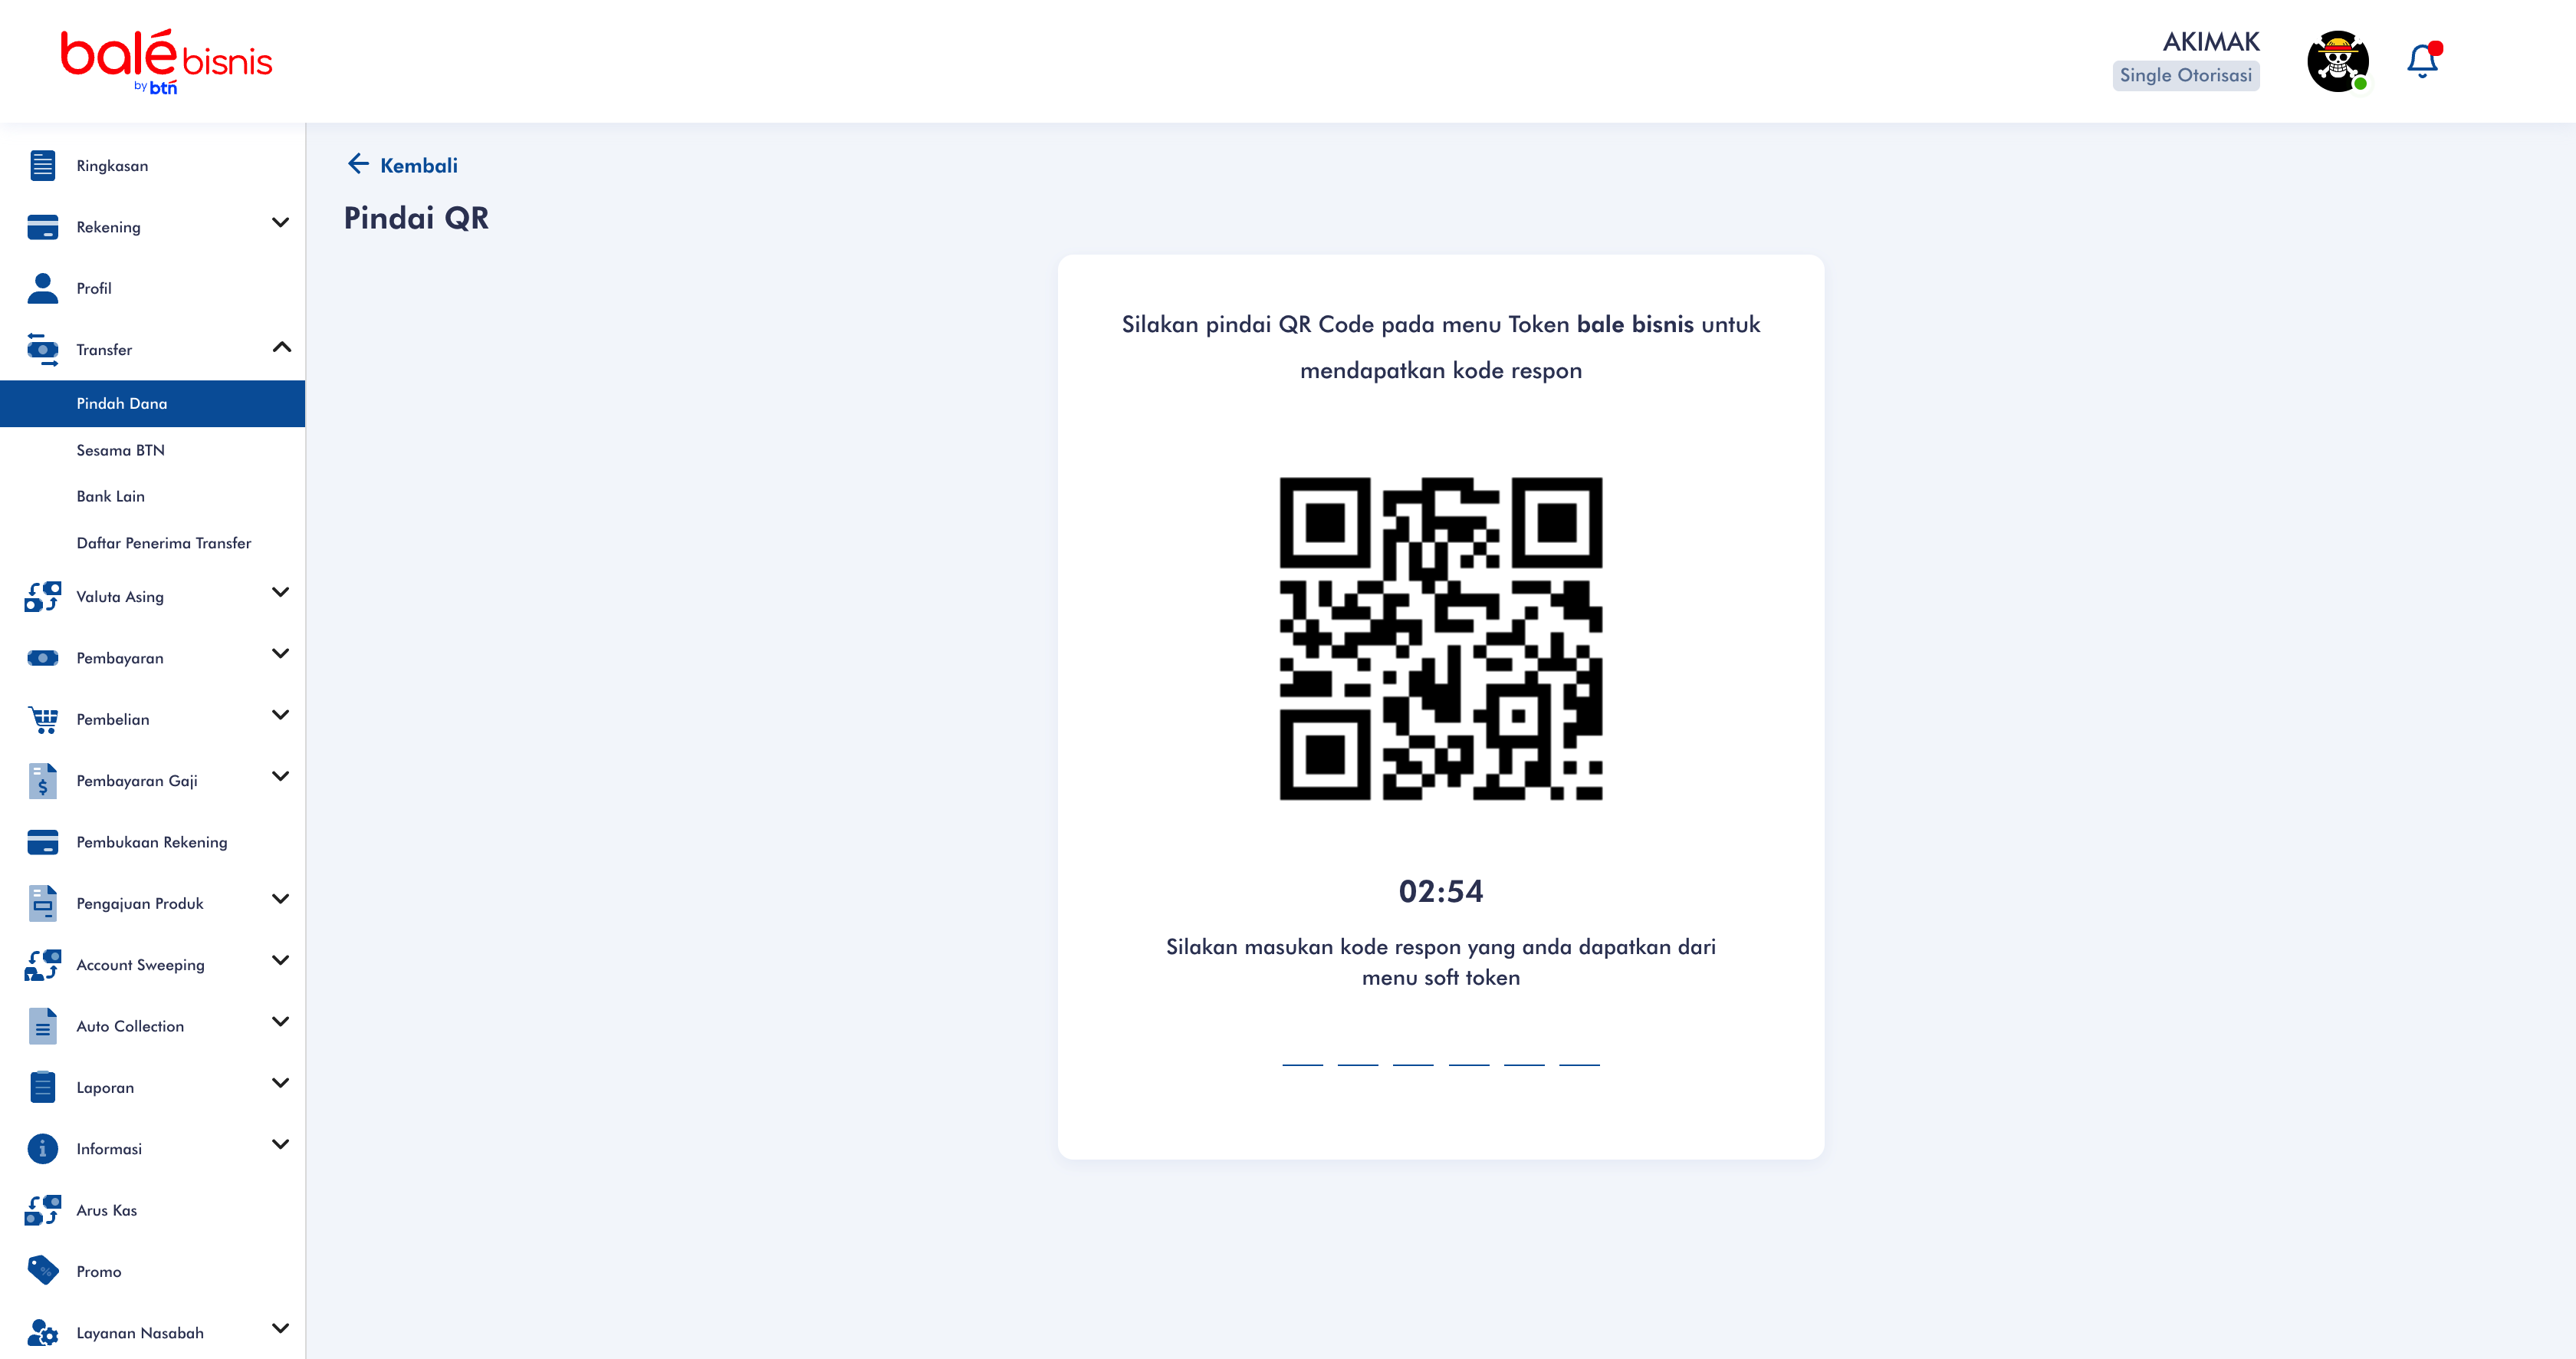 balé bisnis
by btn
AKIMAK
Single Otorisasi
Ringkasan
Rekening
Profil
Transfer
Pindah Dana
Sesama BTN
Bank Lain
Daftar Penerima Transfer
Valuta Asing
Pembayaran
Pembelian
Pembayaran Gaji
Pembukaan Rekening
Pengajuan Produk
Account Sweeping
Auto Collection
Laporan
Informasi
Arus Kas
Promo
Layanan Nasabah
Kembali
Pindai QR
Silakan pindai QR Code pada menu Token bale bisnis untuk
mendapatkan kode respon
02:54
Silakan masukan kode respon yang anda dapatkan dari
menu soft token